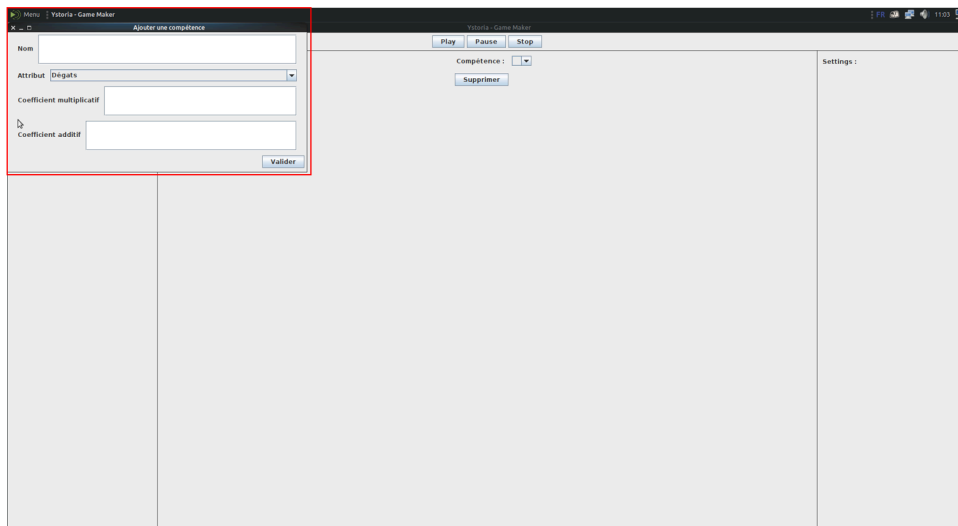 Menu Ystoria - Game Maker FR 11:03
Ajouter une compétence
Ystoria - Game Maker
Nom
Play Pause Stop
Compétence :
Settings :
Attribut Dégats
Supprimer
Coefficient multiplicatif
Coefficient additif
Valider